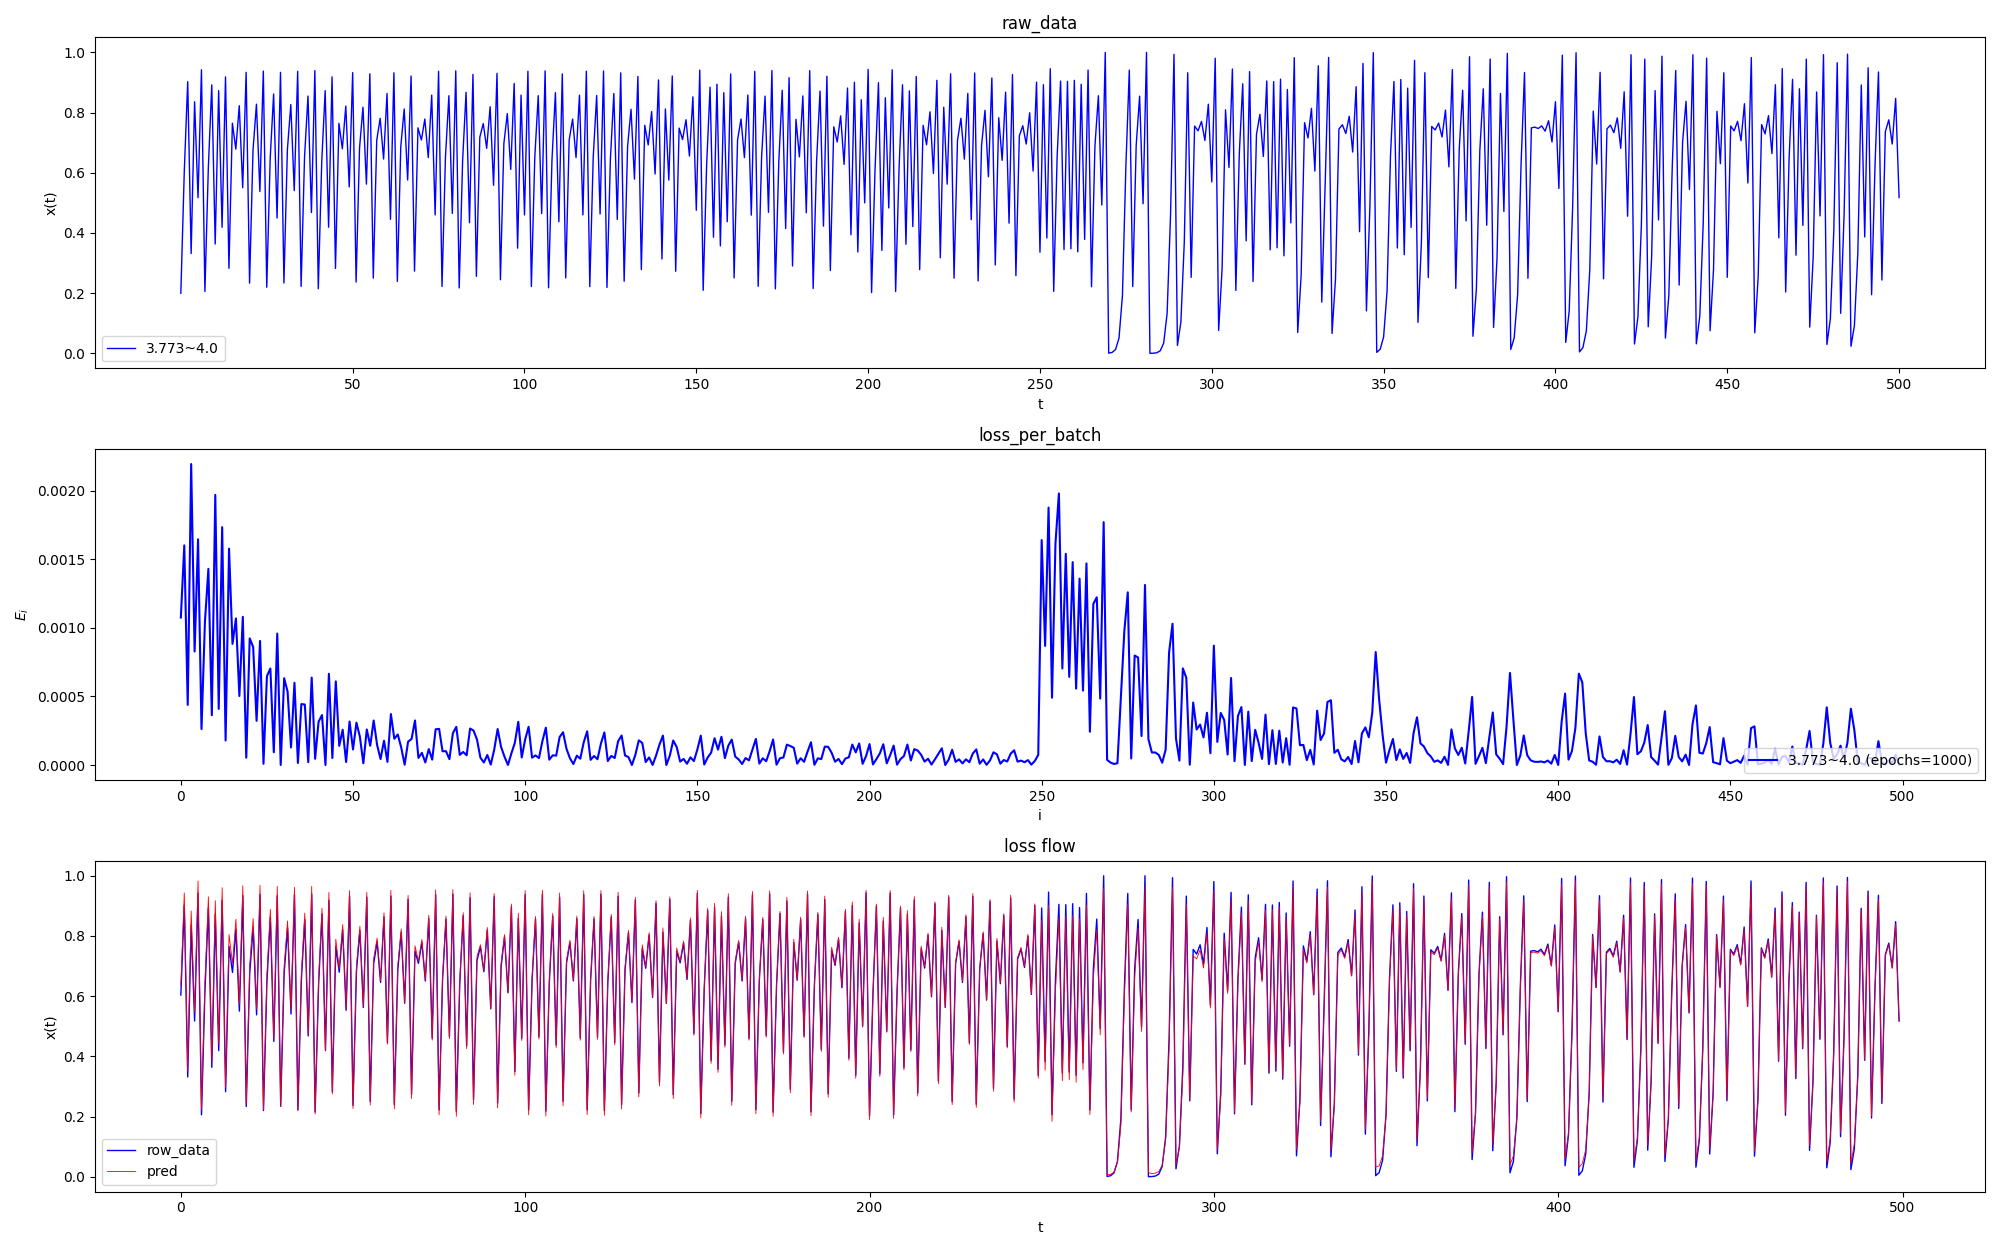 raw_data
1.0
0.8
0.6
0.4
0.2
0.0
x(t)
3.773~4.0
50 100 150 200 250 300 350 400 450 500
t
loss_per_batch
0.0020
0.0015
0.0010
0.0005
0.0000
E_i
3.773~4.0 (epochs=1000)
0 50 100 150 200 250 300 350 400 450 500
i
loss flow
1.0
0.8
0.6
0.4
0.2
0.0
x(t)
row_data
pred
0 100 200 300 400 500
t